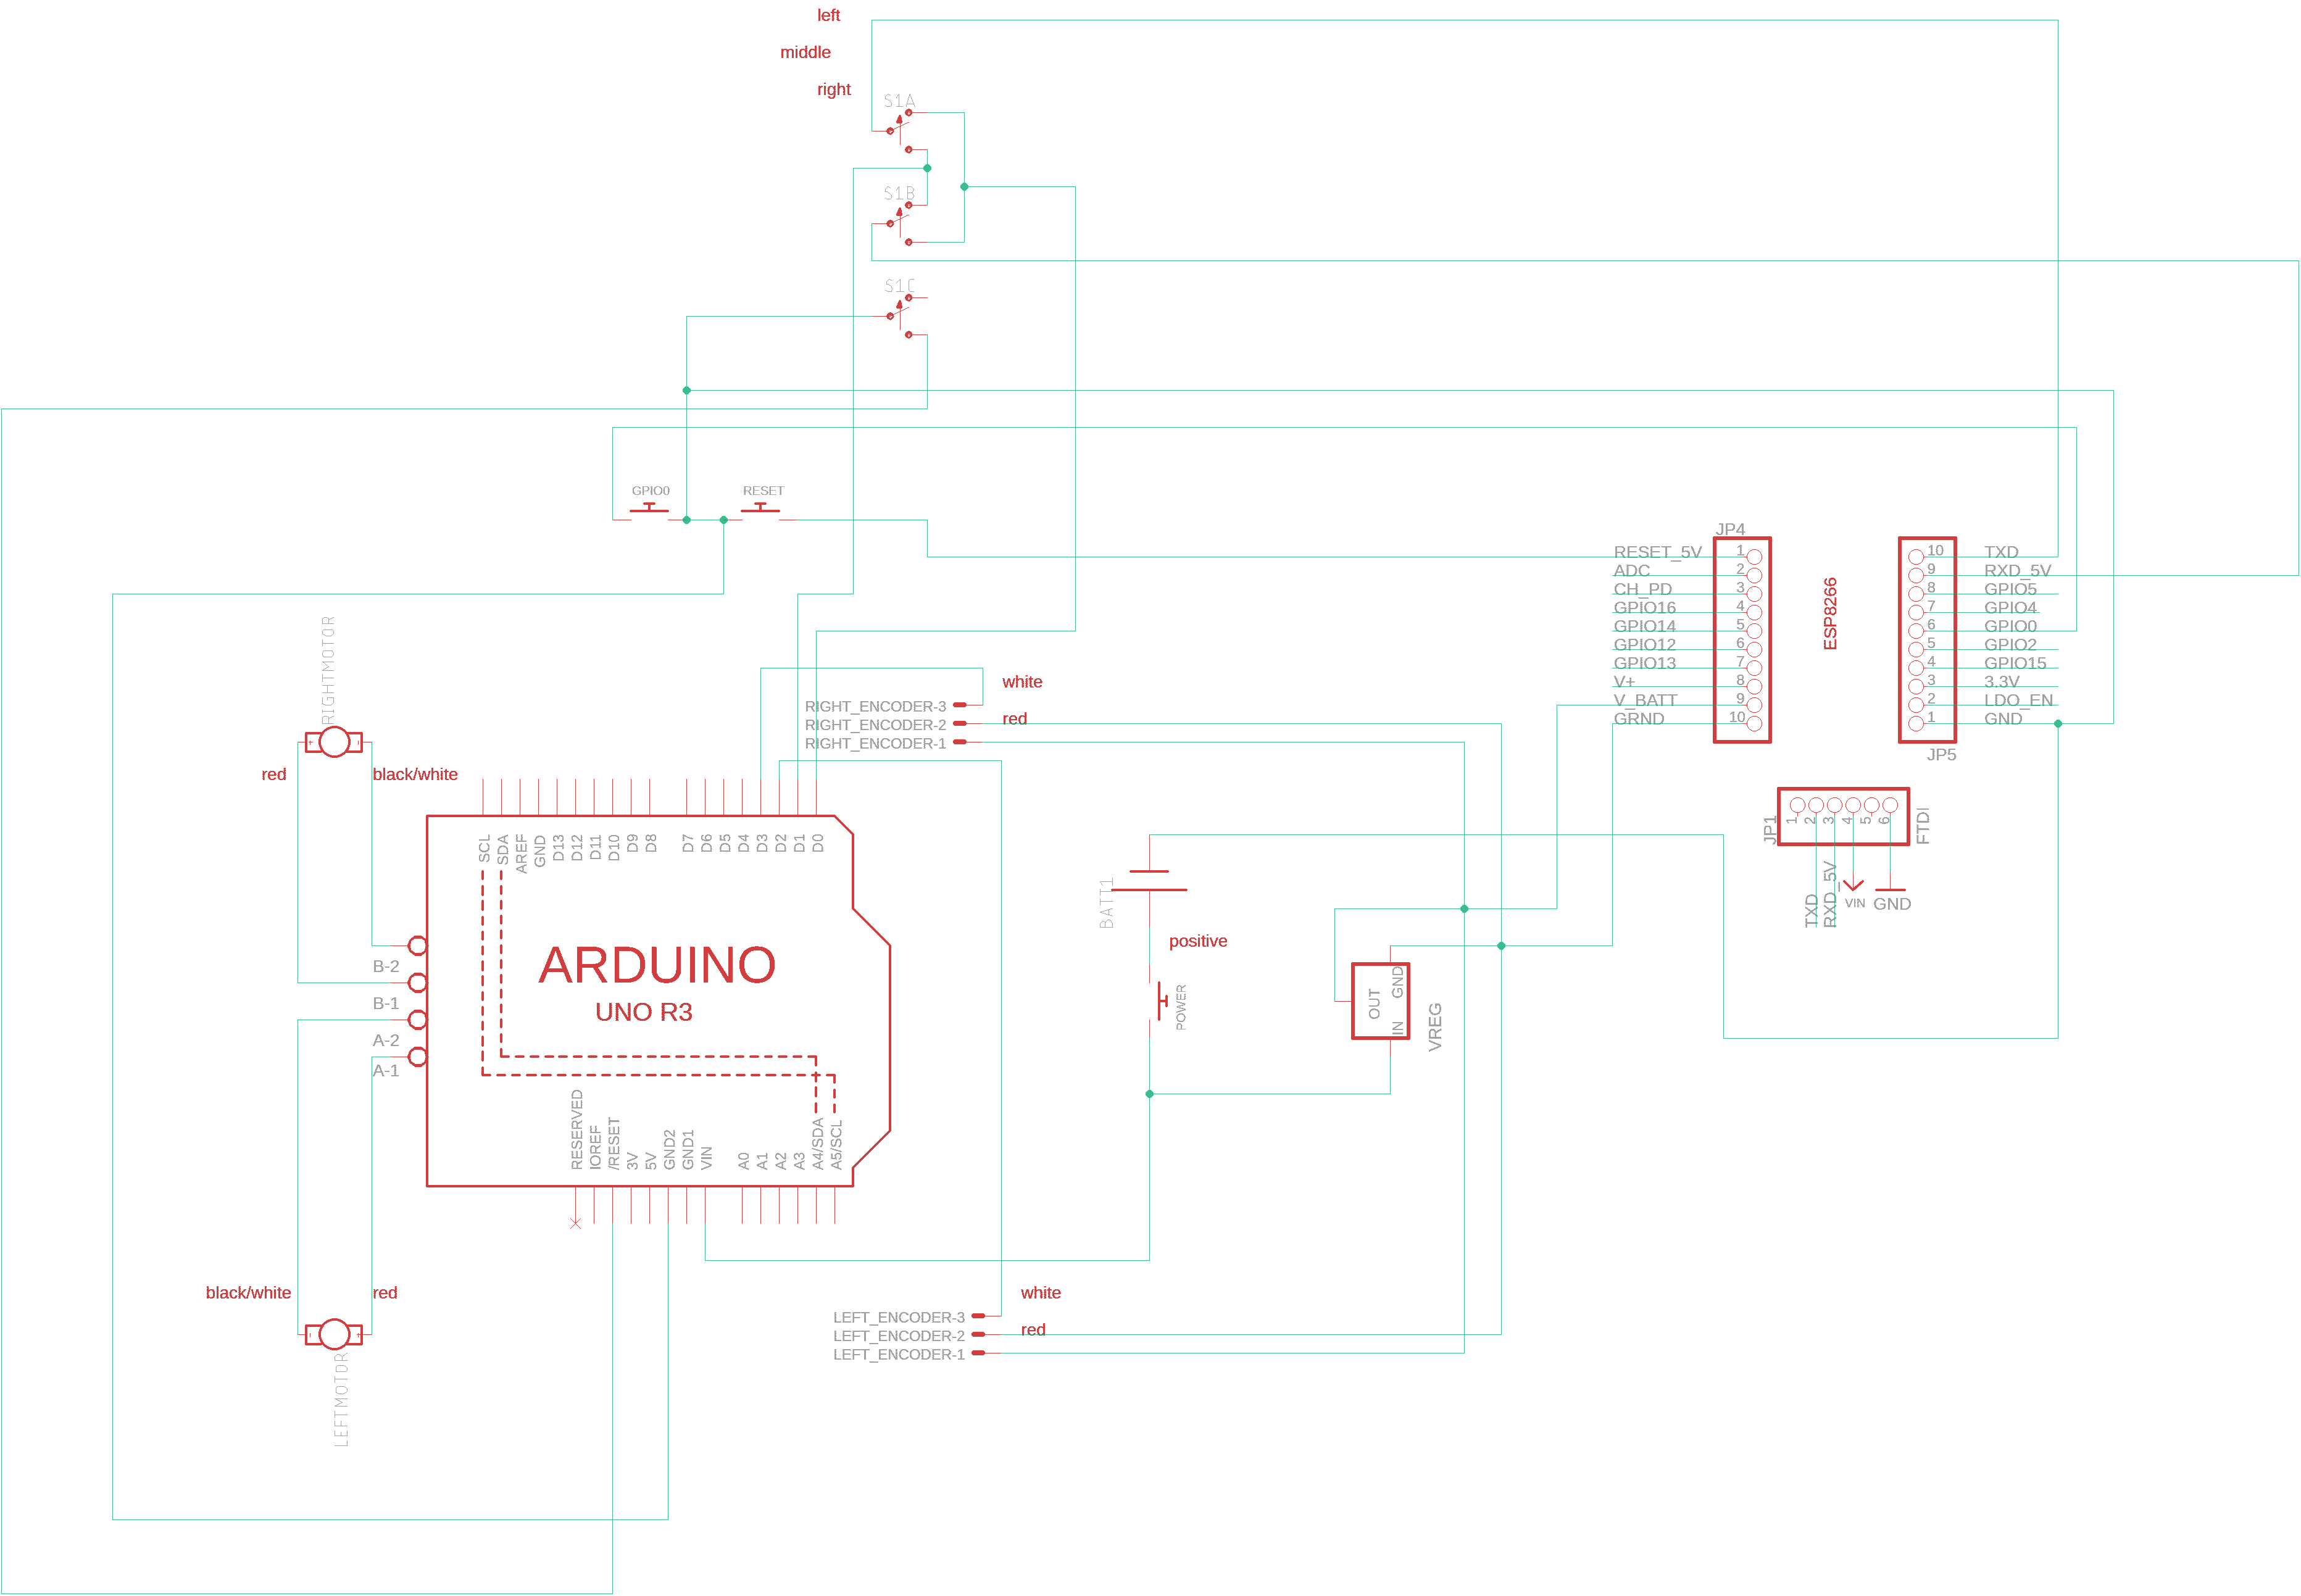 left
middle
right
S1A
S1B
S1C
GPIO0
RESET
JP4
RESET_5V 1
ADC 2
CH_PD 3
GPIO16 4
GPIO14 5
GPIO12 6
GPIO13 7
V+ 8
V_BATT 9
GRND 10
ESP8266
10 TXD
9 RXD_5V
8 GPIO5
7 GPIO4
6 GPIO0
5 GPIO2
4 GPIO15
3 3.3V
2 LDO_EN
1 GND
JP5
RIGHTMOTOR
+ -
red
black/white
white
red
RIGHT_ENCODER-3
RIGHT_ENCODER-2
RIGHT_ENCODER-1
JP1
1 2 3 4 5 6
FTDI
TXD
RXD_5V
VIN
GND
SCL
SDA
AREF
GND
D13
D12
D11
D10
D9
D8
D7
D6
D5
D4
D3
D2
D1
D0
ARDUINO
UNO R3
B-2
B-1
A-2
A-1
RESERVED
IOREF
/RESET
3V
5V
GND2
GND1
VIN
A0
A1
A2
A3
A4/SDA
A5/SCL
BATT1
positive
POWER
OUT
GND
IN
VREG
black/white
red
- +
LEFTMOTOR
white
red
LEFT_ENCODER-3
LEFT_ENCODER-2
LEFT_ENCODER-1